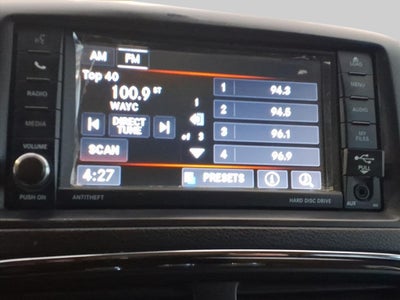 AM FM
Top 40
100.9 ST
WAYC
DIRECT
TUNE
SCAN
4:27
1
of 3
1 94.3
2 94.5
3 96.1
4 96.9
PRESETS
RADIO
MEDIA
VOLUME
PUSH ON
ANTITHEFT
LOAD
MENU
AUDIO
MY
FILES
PULL
AUX
HARD DISC DRIVE